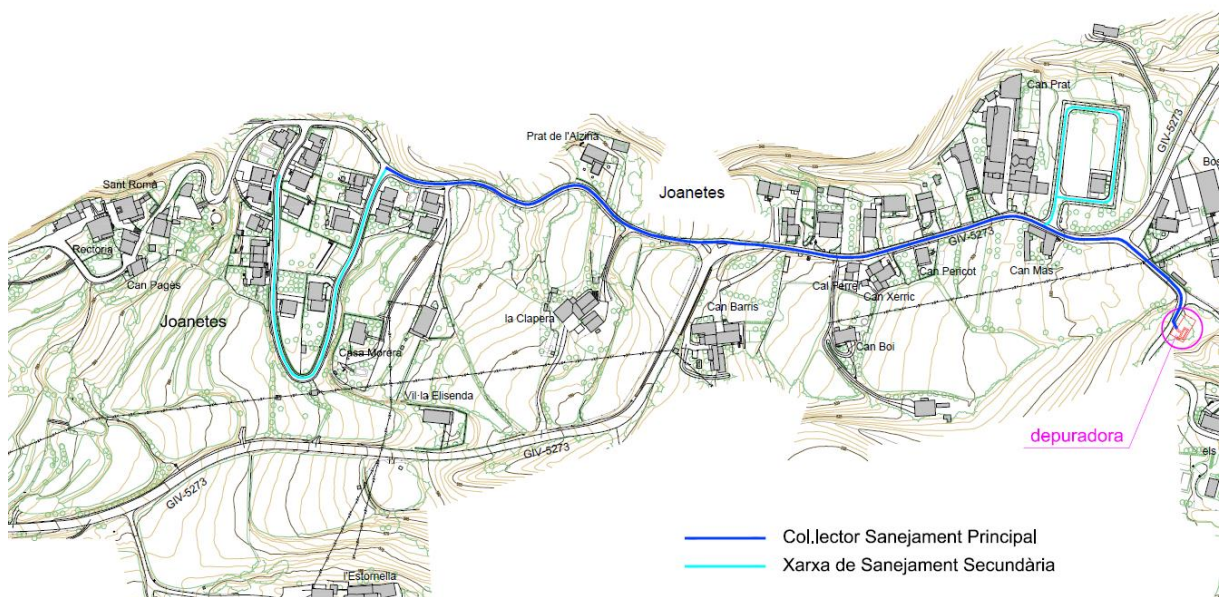 Can Prat
GIV-5273
Bos
Prat de l'Alzina
Joanetes
Sant Romà
Rectoria
Can Pagès
Joanetes
GIV-5273
Can Pericot
Can Mas
Cal Ferrer
Can Xerric
la Clapera
Can Barris
Can Boi
Casa Morera
Vil·la Elisenda
depuradora
els
GIV-5273
GIV-5273
l'Estornella
Col.lector Sanejament Principal
Xarxa de Sanejament Secundària